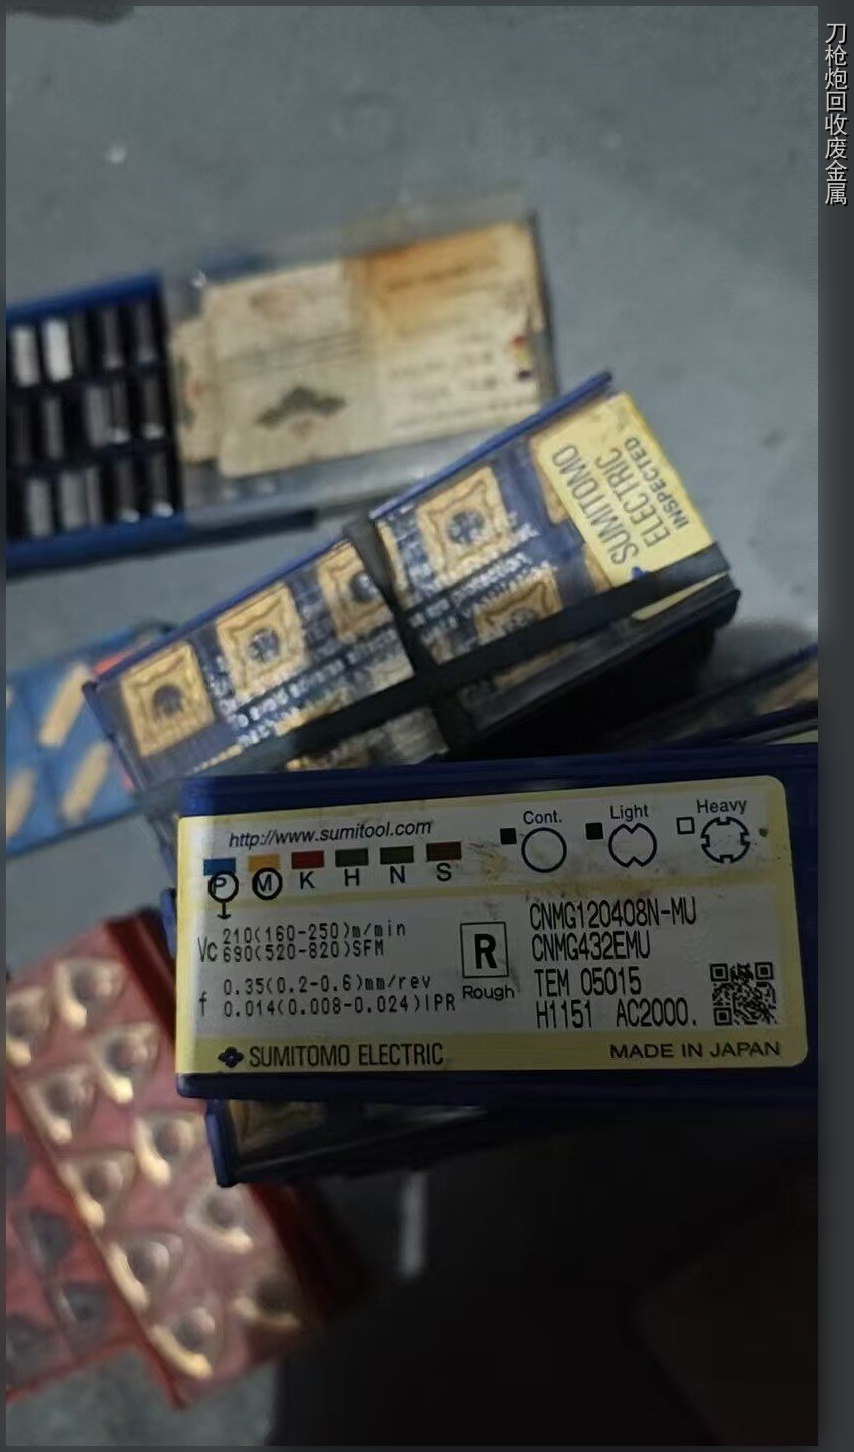 刀枪炮回收废金属
SUMITOMO
ELECTRIC
INSPECTED
http://www.sumitool.com
Cont.
Light
Heavy
P M K H N S
Vc 210(160-250)m/min
690(520-820)SFM
f 0.35(0.2-0.6)mm/rev
0.014(0.008-0.024)IPR
R
Rough
CNMG120408N-MU
CNMG432EMU
TEM 05015
H1151 AC2000.
SUMITOMO ELECTRIC
MADE IN JAPAN